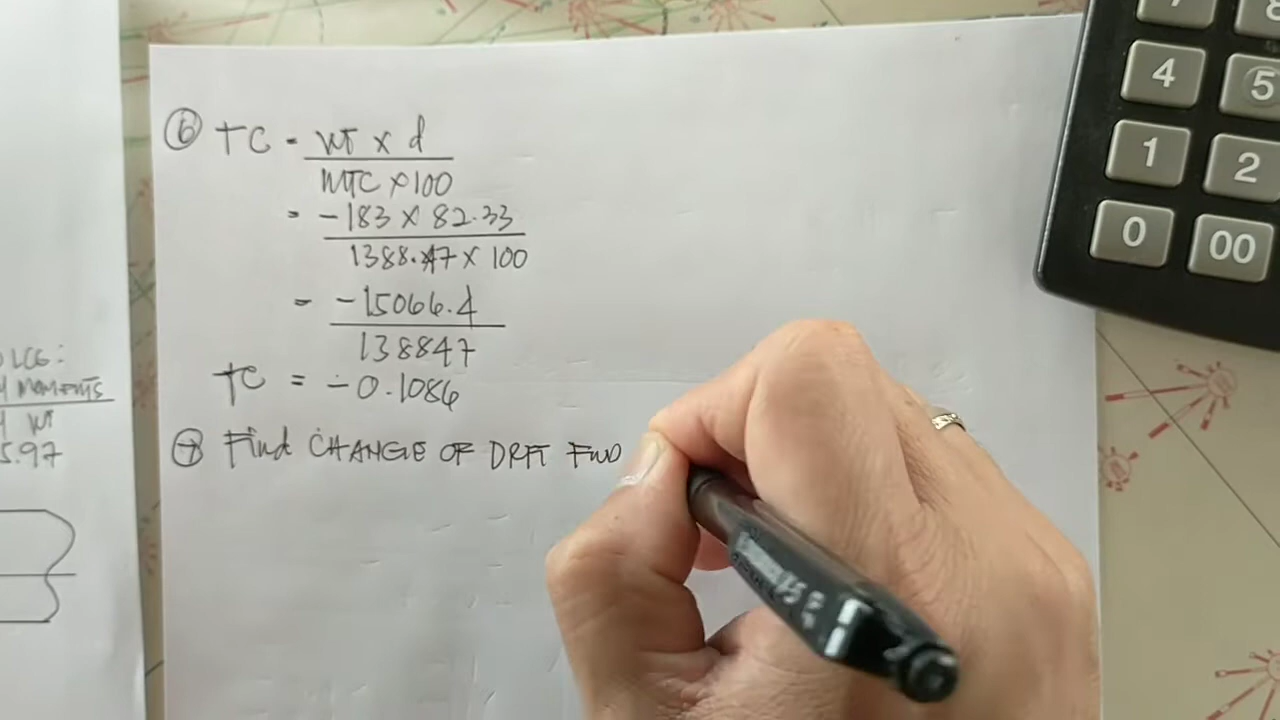 ⑥ TC = WT x d
MTC x 100
= -183 x 82.33
1388.47 x 100
= -15066.4
138847
TC = -0.1086
⑦ Find CHANGE OF DRFT FWD
LCG:
MOMENTS
WT
5.97
4
5
1
2
0
00